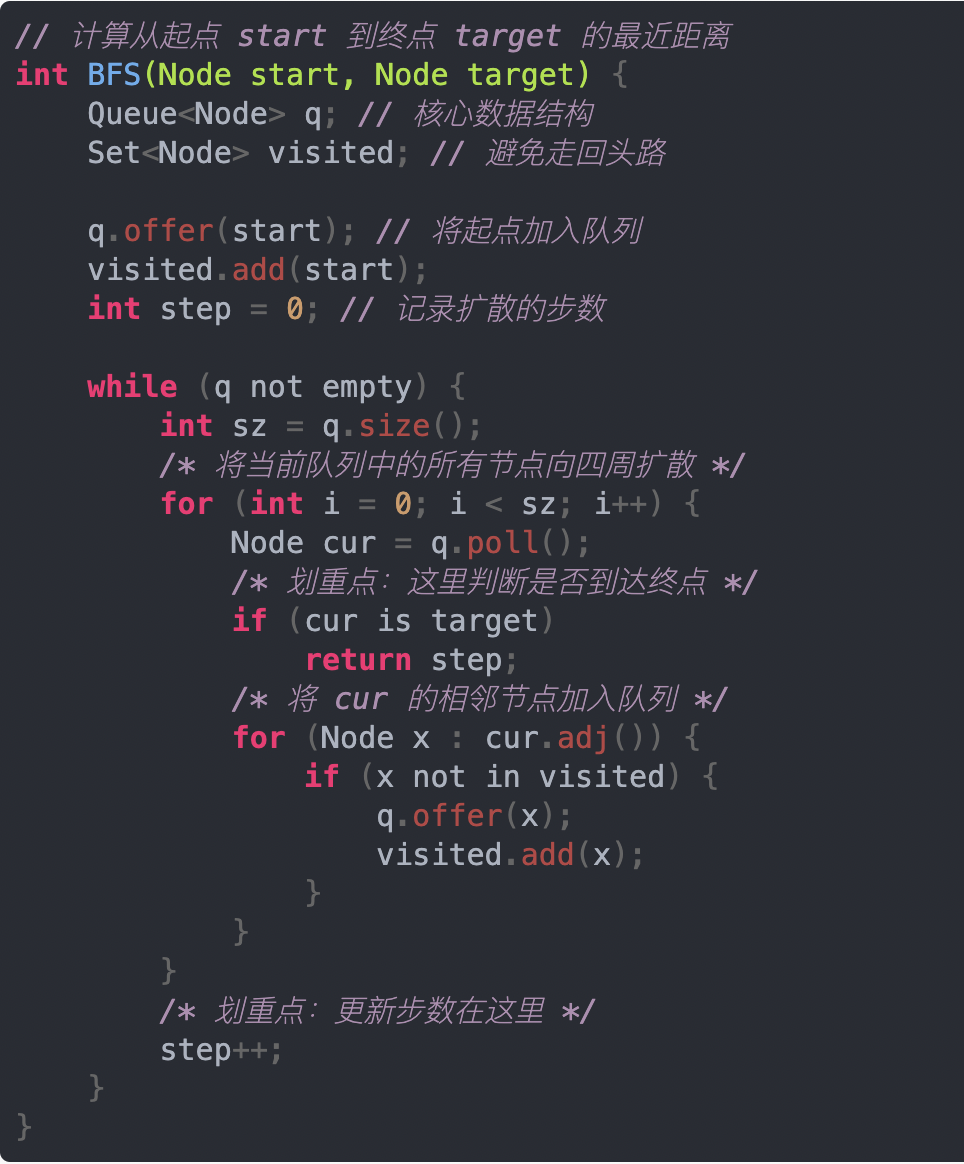 // 计算从起点 start 到终点 target 的最近距离
int BFS(Node start, Node target) {
    Queue<Node> q; // 核心数据结构
    Set<Node> visited; // 避免走回头路

    q.offer(start); // 将起点加入队列
    visited.add(start);
    int step = 0; // 记录扩散的步数

    while (q not empty) {
        int sz = q.size();
        /* 将当前队列中的所有节点向四周扩散 */
        for (int i = 0; i < sz; i++) {
            Node cur = q.poll();
            /* 划重点：这里判断是否到达终点 */
            if (cur is target)
                return step;
            /* 将 cur 的相邻节点加入队列 */
            for (Node x : cur.adj()) {
                if (x not in visited) {
                    q.offer(x);
                    visited.add(x);
                }
            }
        }
        /* 划重点：更新步数在这里 */
        step++;
    }
}